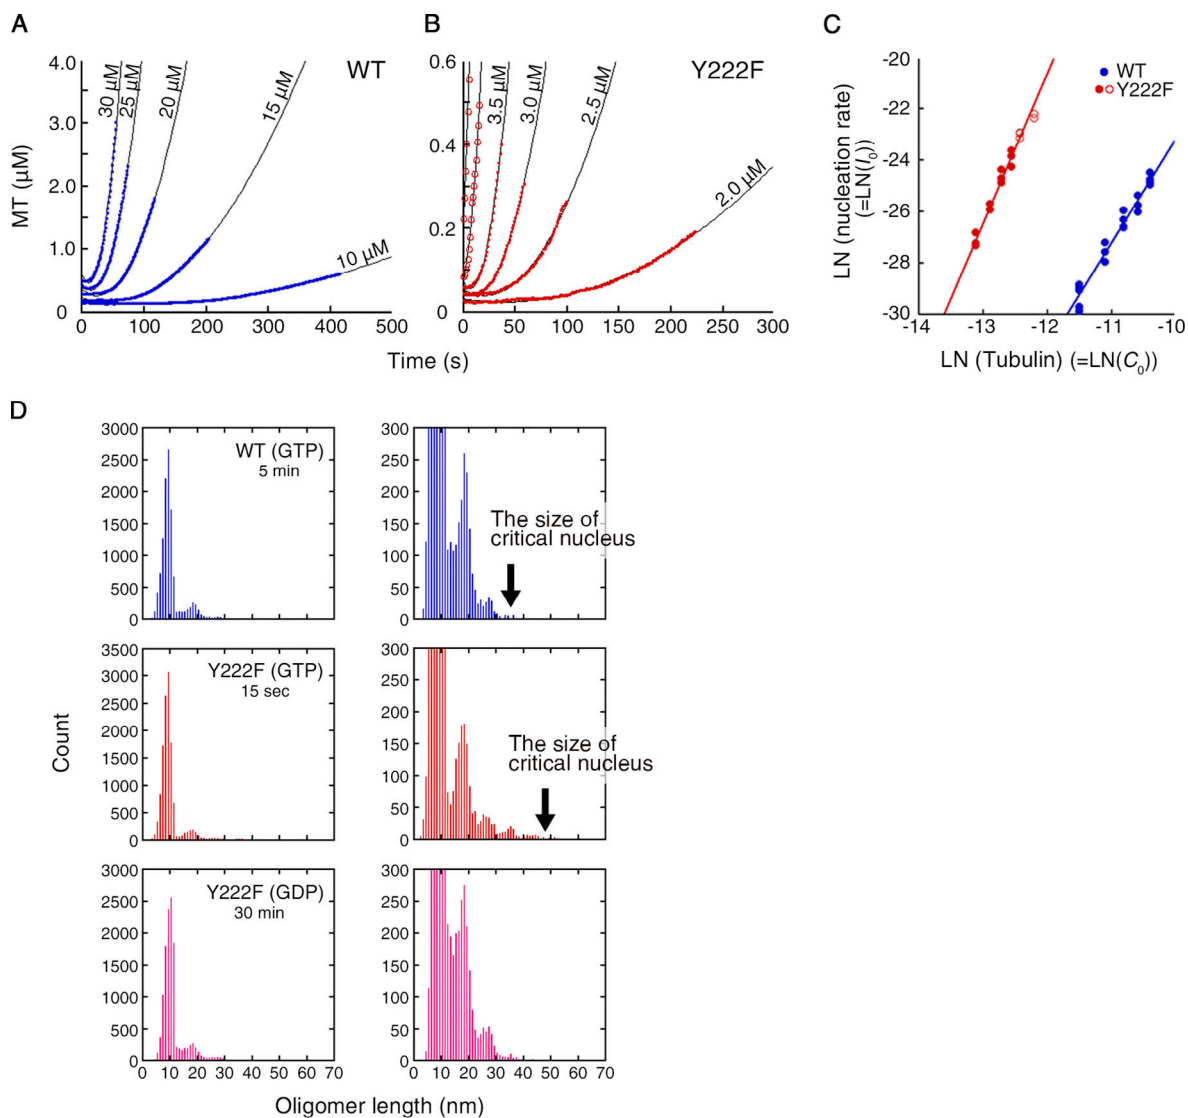 A
B
C
WT
Y222F
4.0
3.0
2.0
1.0
0
MT (µM)
30 µM
25 µM
20 µM
15 µM
10 µM
0 100 200 300 400 500
0.6
0.4
0.2
0
3.5 µM
3.0 µM
2.5 µM
2.0 µM
0 50 100 150 200 250 300
Time (s)
-20
-22
-24
-26
-28
-30
LN (nucleation rate)
(=LN(I0))
WT
Y222F
-14 -13 -12 -11 -10
LN (Tubulin) (=LN(C0))
D
3000
2500
2000
1500
1000
500
0
WT (GTP)
5 min
300
250
200
150
100
50
0
The size of
critical nucleus
3500
3000
2500
2000
1500
1000
500
0
Y222F (GTP)
15 sec
300
250
200
150
100
50
0
The size of
critical nucleus
Count
3000
2500
2000
1500
1000
500
0
Y222F (GDP)
30 min
300
250
200
150
100
50
0
0 10 20 30 40 50 60 70
0 10 20 30 40 50 60 70
Oligomer length (nm)